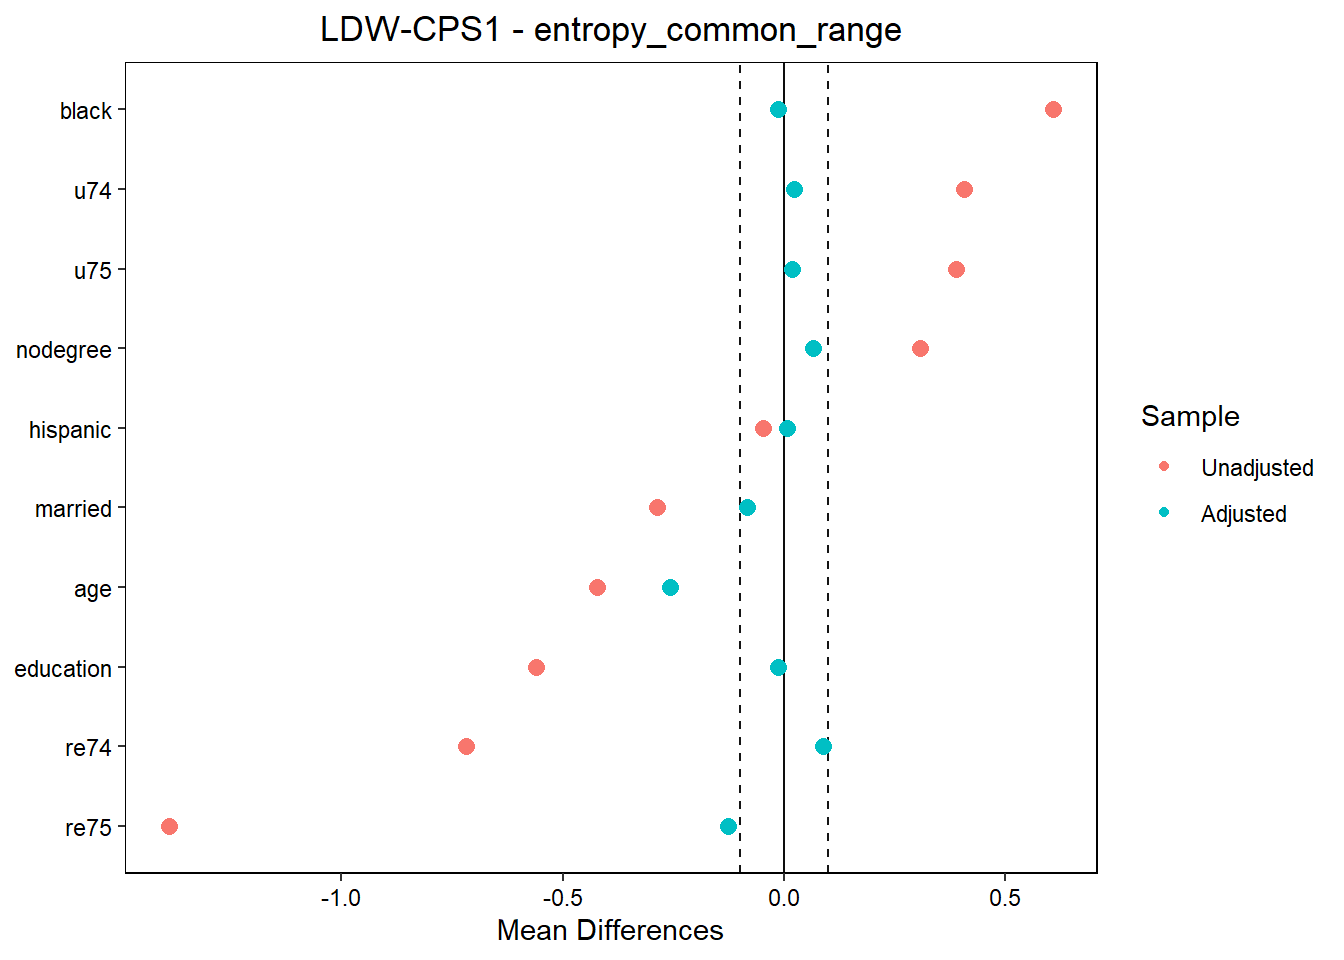 LDW-CPS1 - entropy_common_range
black
u74
u75
nodegree
hispanic
married
age
education
re74
re75
-1.0
-0.5
0.0
0.5
Mean Differences
Sample
Unadjusted
Adjusted